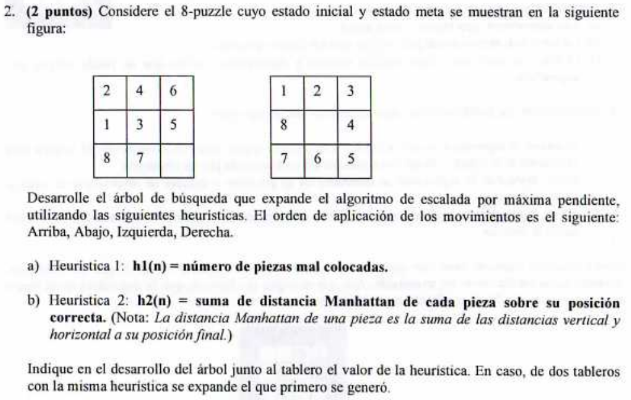 2. (2 puntos) Considere el 8-puzzle cuyo estado inicial y estado meta se muestran en la siguiente
figura:
2 4 6
1 3 5
8 7
1 2 3
8 4
7 6 5
Desarrolle el árbol de búsqueda que expande el algoritmo de escalada por máxima pendiente,
utilizando las siguientes heurísticas. El orden de aplicación de los movimientos es el siguiente:
Arriba, Abajo, Izquierda, Derecha.
a) Heurística 1: h1(n) = número de piezas mal colocadas.
b) Heurística 2: h2(n) = suma de distancia Manhattan de cada pieza sobre su posición
correcta. (Nota: La distancia Manhattan de una pieza es la suma de las distancias vertical y
horizontal a su posición final.)
Indique en el desarrollo del árbol junto al tablero el valor de la heurística. En caso, de dos tableros
con la misma heurística se expande el que primero se generó.